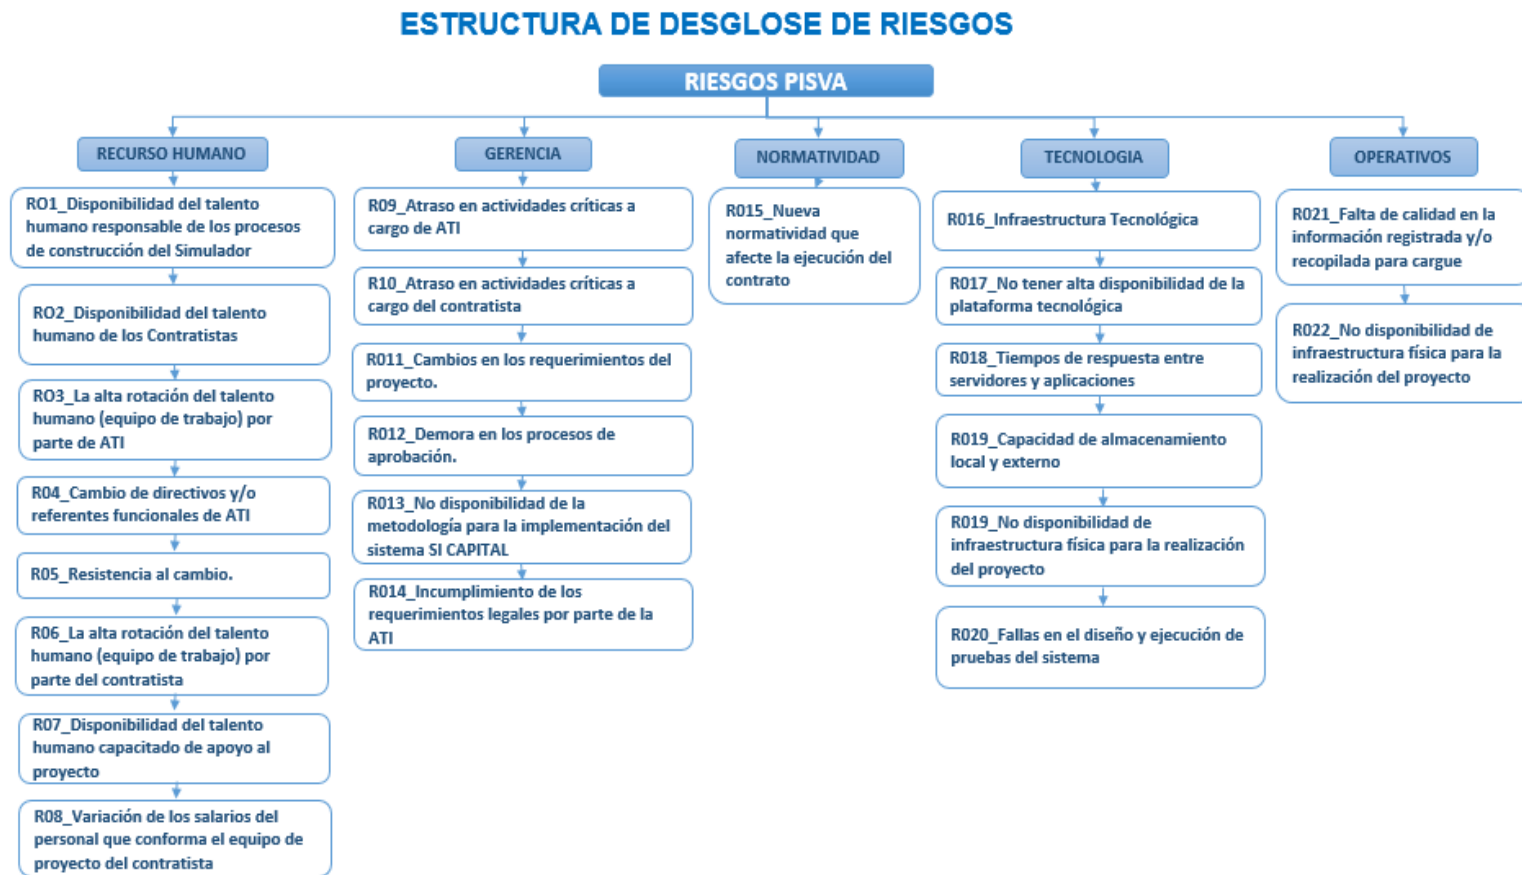 ESTRUCTURA DE DESGLOSE DE RIESGOS
RIESGOS PISVA
RECURSO HUMANO
RO1_Disponibilidad del talento
humano responsable de los procesos
de construcción del Simulador
RO2_Disponibilidad del talento
humano de los Contratistas
RO3_La alta rotación del talento
humano (equipo de trabajo) por
parte de ATI
R04_Cambio de directivos y/o
referentes funcionales de ATI
R05_Resistencia al cambio.
R06_La alta rotación del talento
humano (equipo de trabajo) por
parte del contratista
R07_Disponibilidad del talento
humano capacitado de apoyo al
proyecto
R08_Variación de los salarios del
personal que conforma el equipo de
proyecto del contratista
GERENCIA
R09_Atraso en actividades críticas a
cargo de ATI
R10_Atraso en actividades críticas a
cargo del contratista
R011_Cambios en los requerimientos del
proyecto.
R012_Demora en los procesos de
aprobación.
R013_No disponibilidad de la
metodología para la implementación del
sistema SI CAPITAL
R014_Incumplimiento de los
requerimientos legales por parte de la
ATI
NORMATIVIDAD
R015_Nueva
normatividad que
afecte la ejecución del
contrato
TECNOLOGIA
R016_Infraestructura Tecnológica
R017_No tener alta disponibilidad de la
plataforma tecnológica
R018_Tiempos de respuesta entre
servidores y aplicaciones
R019_Capacidad de almacenamiento
local y externo
R019_No disponibilidad de
infraestructura física para la realización
del proyecto
R020_Fallas en el diseño y ejecución de
pruebas del sistema
OPERATIVOS
R021_Falta de calidad en la
información registrada y/o
recopilada para cargue
R022_No disponibilidad de
infraestructura física para la
realización del proyecto